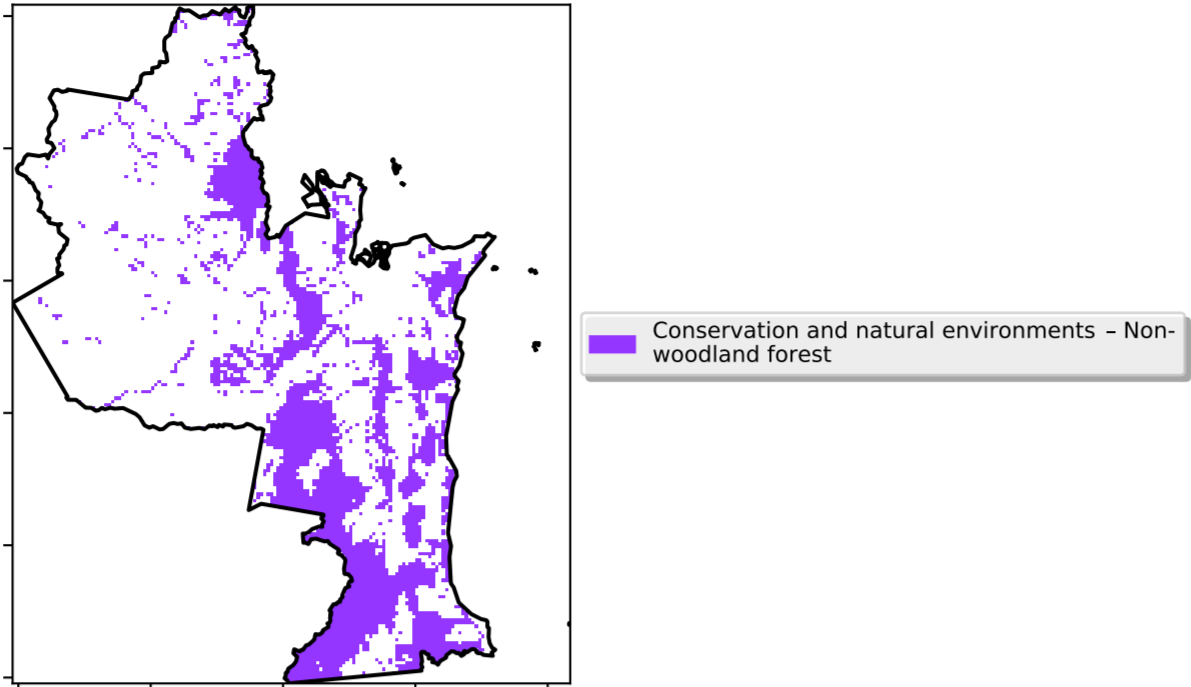 Conservation and natural environments – Non-
woodland forest